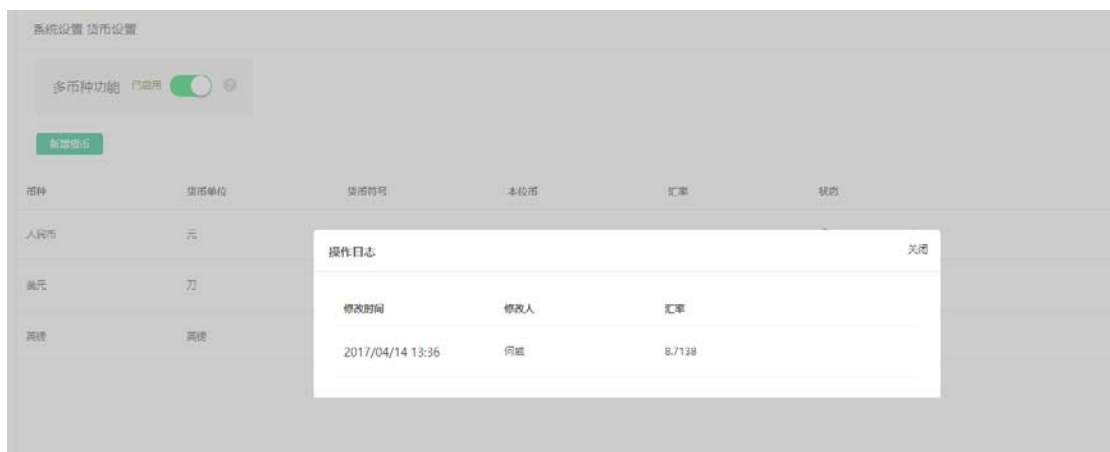 系统设置 货币设置
多币种功能 已启用
新增货币
币种 货币单位 货币符号 本位币 汇率 状态
人民币 元
操作日志 关闭
美元 刀
修改时间 修改人 汇率
英镑 英镑
2017/04/14 13:36 何威 8.7138